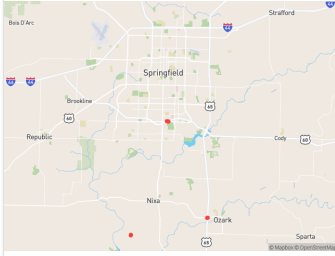 Strafford
Bois D'Arc
44
Springfield
44
44
Brookline
65
60
Republic
Cody
60
Nixa
Ozark
65
Sparta
© Mapbox © OpenStreetMap